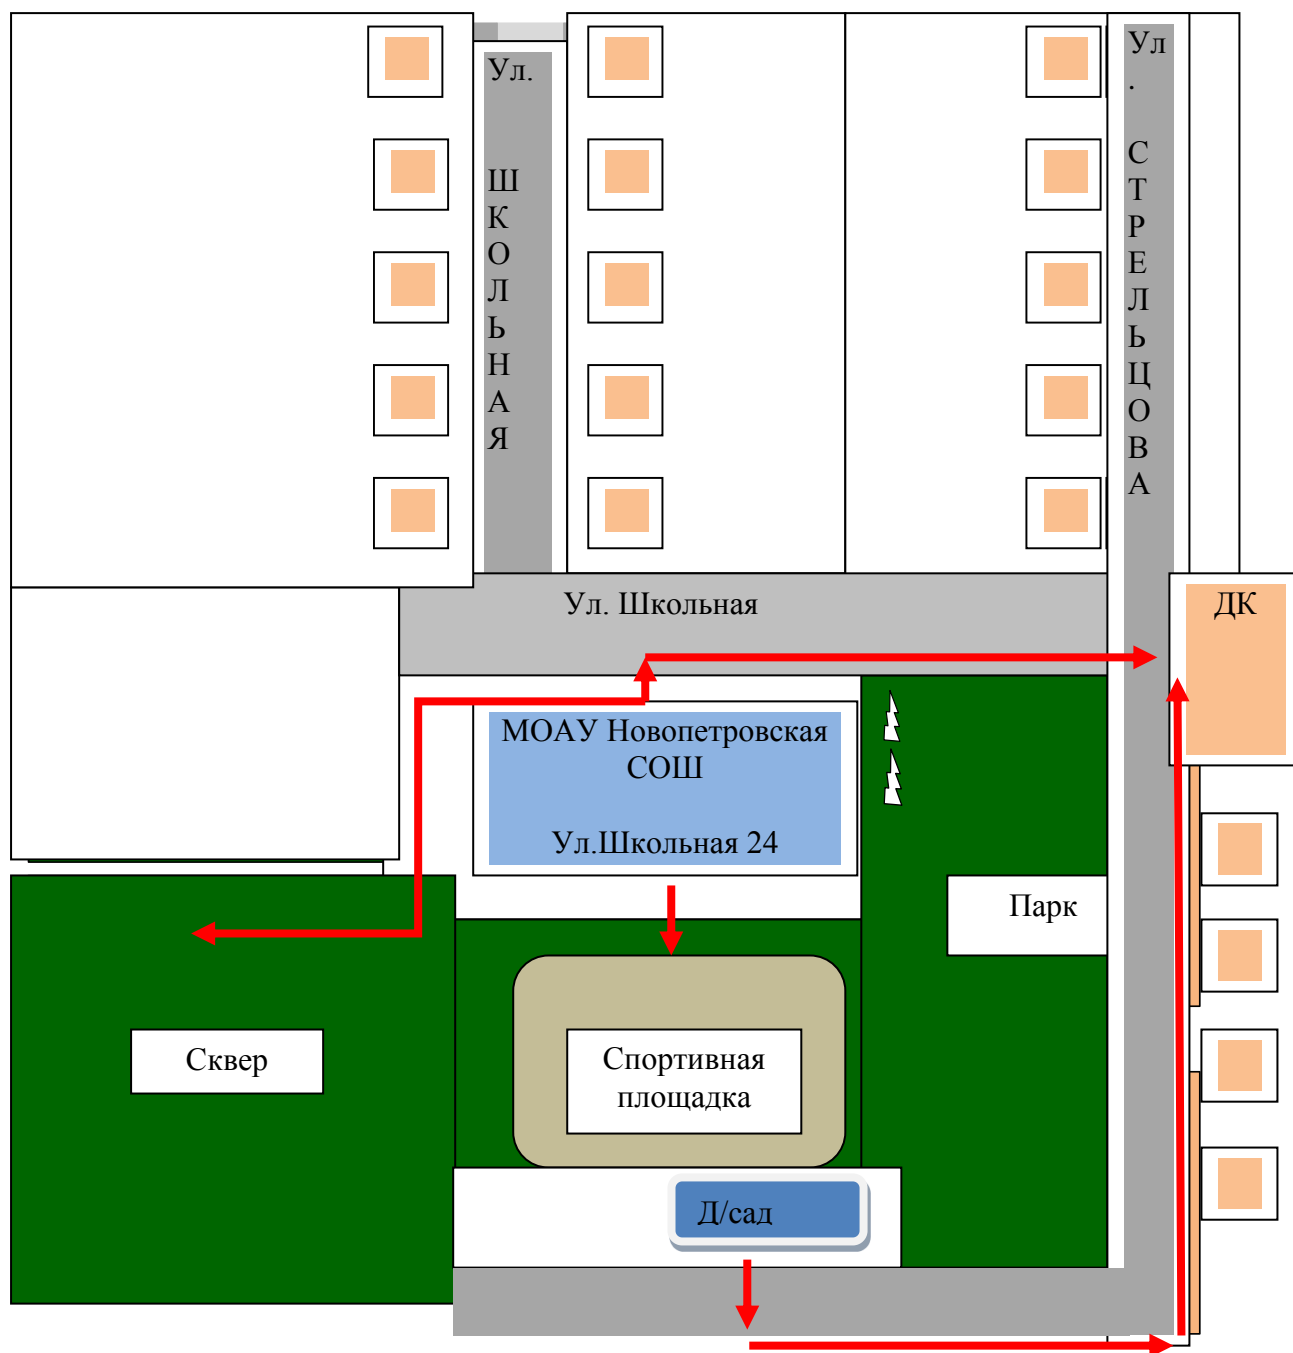 Ул. ШКОЛЬНАЯ
Ул. СТРЕЛЬЦОВА
Ул. Школьная
ДК
МОАУ Новопетровская
СОШ
Ул.Школьная 24
Парк
Сквер
Спортивная
площадка
Д/сад